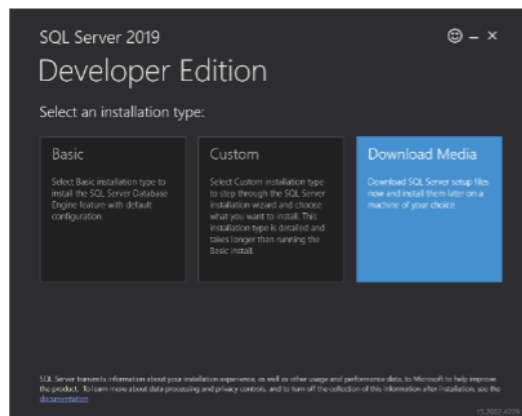 SQL Server 2019
Developer Edition
Select an installation type:
Basic
Select Basic installation type to
install the SQL Server Database
Engine feature with default
configuration.
Custom
Select Custom installation type
to step through the SQL Server
installation wizard and choose
what you want to install. This
installation type is detailed and
takes longer than running the
Basic install.
Download Media
Download SQL Server setup files
now and install them later on a
machine of your choice.
SQL Server transmits information about your installation experience, as well as other usage and performance data, to Microsoft to help improve
the product. To learn more about data processing and privacy controls, and to turn off the collection of this information after installation, see the
documentation